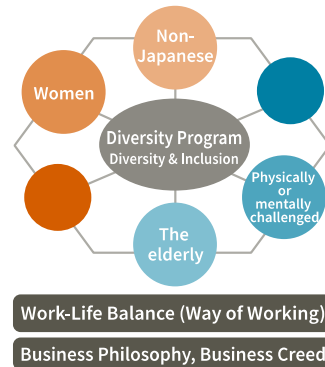 Non-
Japanese
Women
Diversity Program
Diversity & Inclusion
Physically
or
mentally
challenged
The
elderly
Work-Life Balance (Way of Working)
Business Philosophy, Business Creed